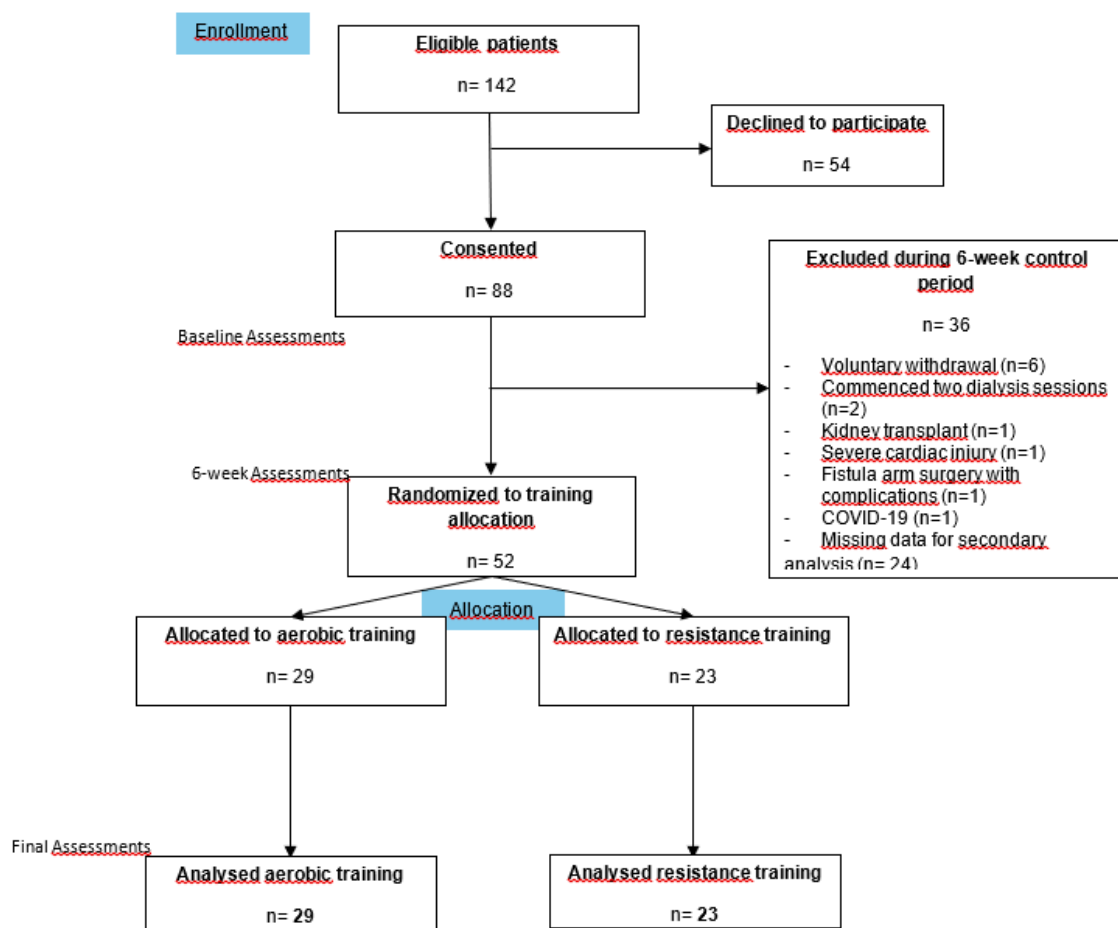 Enrollment
Eligible patients
n= 142
Declined to participate
n= 54
Consented
n= 88
Excluded during 6-week control
period
n= 36
- Voluntary withdrawal (n=6)
- Commenced two dialysis sessions
(n=2)
- Kidney transplant (n=1)
- Severe cardiac injury (n=1)
- Fistula arm surgery with
complications (n=1)
- COVID-19 (n=1)
- Missing data for secondary
analysis (n= 24)
Baseline Assessments
6-week Assessments
Randomized to training
allocation
n= 52
Allocation
Allocated to aerobic training
n= 29
Allocated to resistance training
n= 23
Final Assessments
Analysed aerobic training
n= 29
Analysed resistance training
n= 23